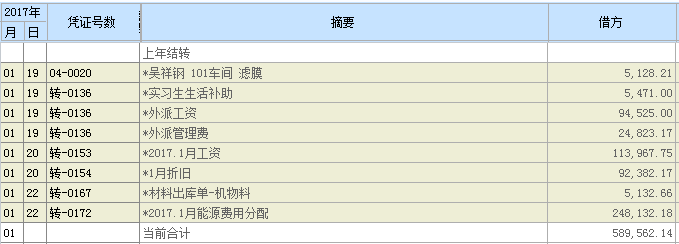 2017年 凭证号数 摘要 借方
月 日
上年结转
01 19 04-0020 *吴祥钢 101车间 滤膜 5,128.21
01 19 转-0136 *实习生生活补助 5,471.00
01 19 转-0136 *外派工资 94,525.00
01 19 转-0136 *外派管理费 24,823.17
01 20 转-0153 *2017.1月工资 113,967.75
01 20 转-0154 *1月折旧 92,382.17
01 22 转-0167 *材料出库单-机物料 5,132.66
01 22 转-0172 *2017.1月能源费用分配 248,132.18
01 当前合计 589,562.14